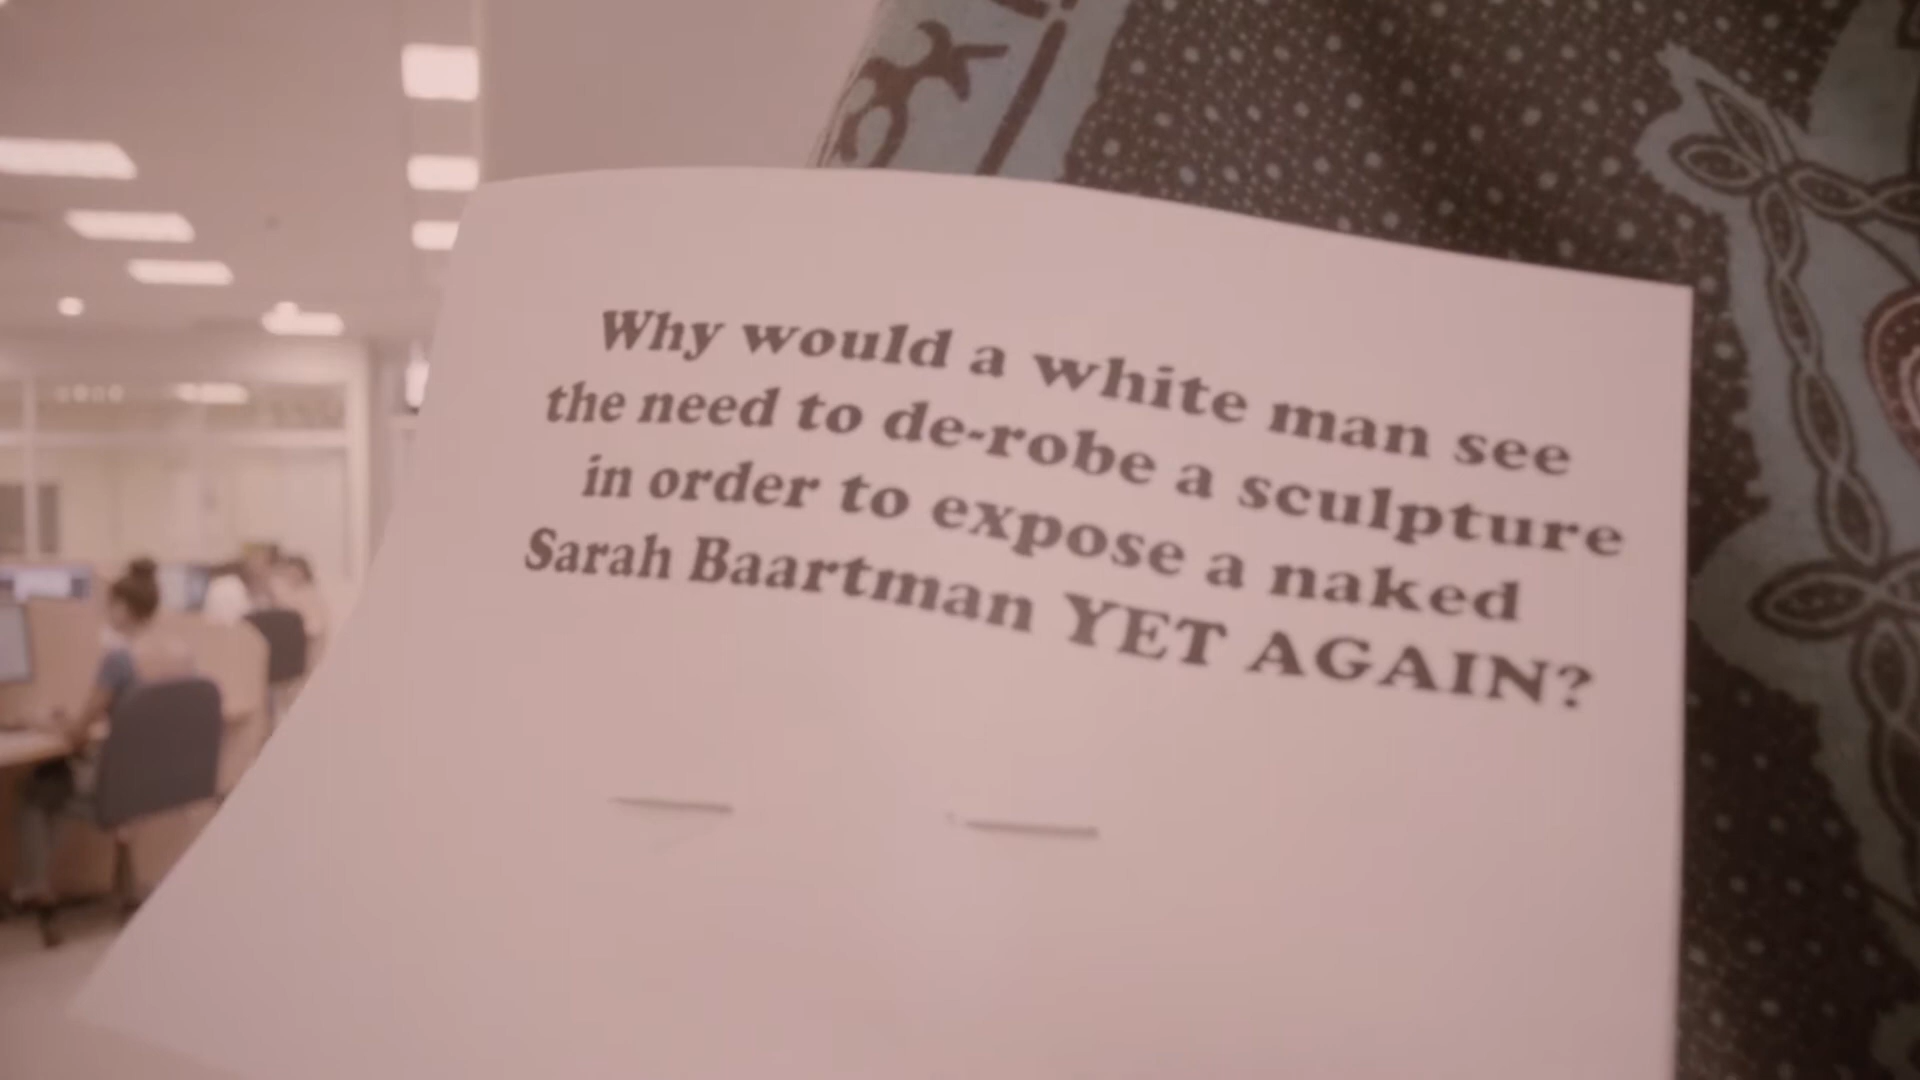 Why would a white man see
the need to de-robe a sculpture
in order to expose a naked
Sarah Baartman YET AGAIN?